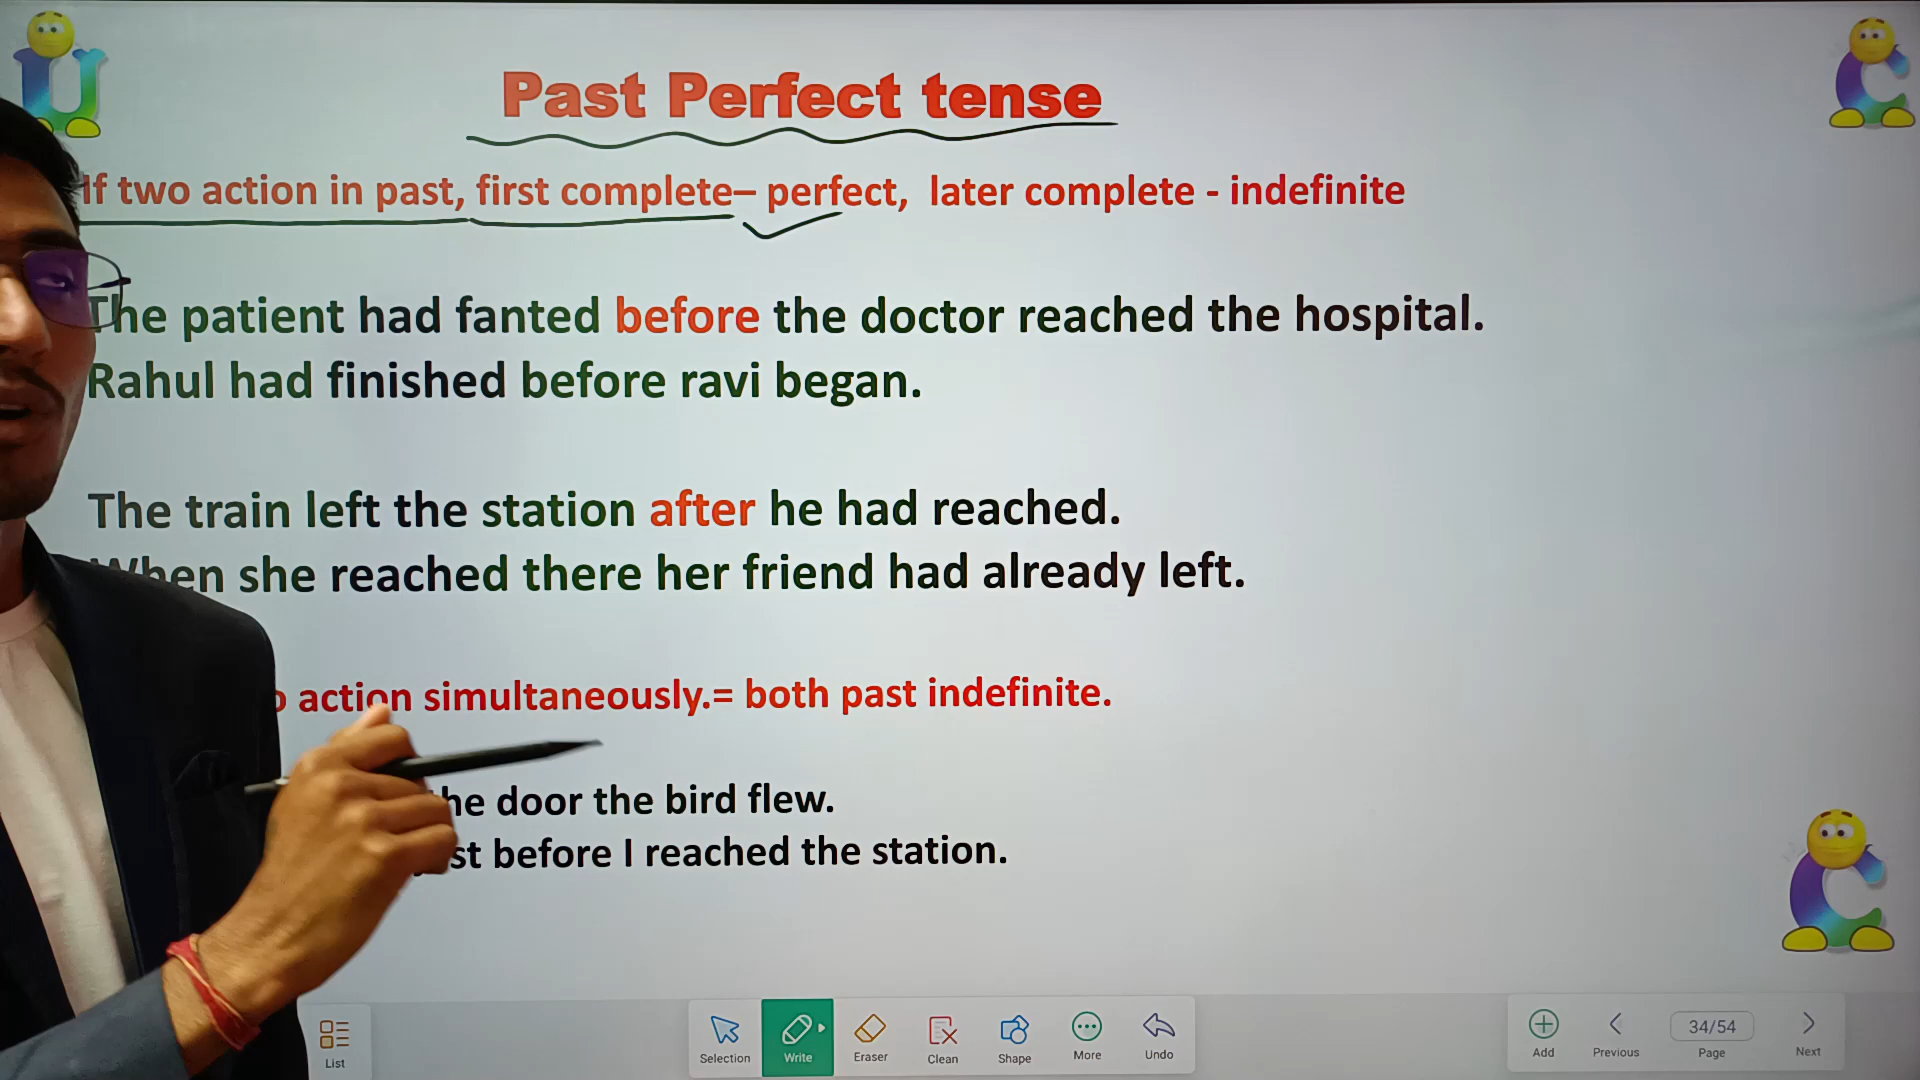 Past Perfect tense
If two action in past, first complete– perfect, later complete - indefinite
The patient had fanted before the doctor reached the hospital.
Rahul had finished before ravi began.
The train left the station after he had reached.
When she reached there her friend had already left.
action simultaneously.= both past indefinite.
the door the bird flew.
before I reached the station.
List
Selection
Write
Eraser
Clean
Shape
More
Undo
Add
Previous
34/54
Page
Next